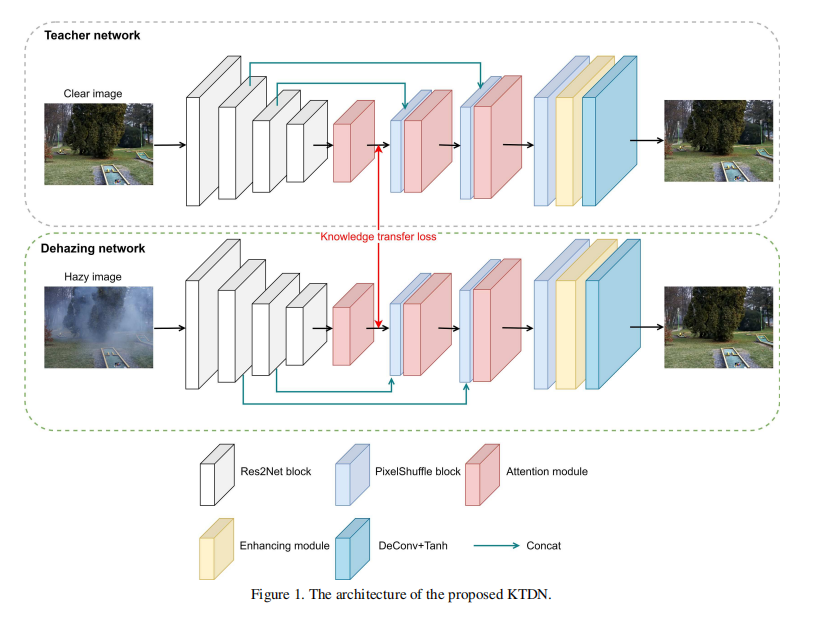 Teacher network
Clear image
Knowledge transfer loss
Dehazing network
Hazy image
Res2Net block
PixelShuffle block
Attention module
Enhancing module
DeConv+Tanh
Concat
Figure 1. The architecture of the proposed KTDN.